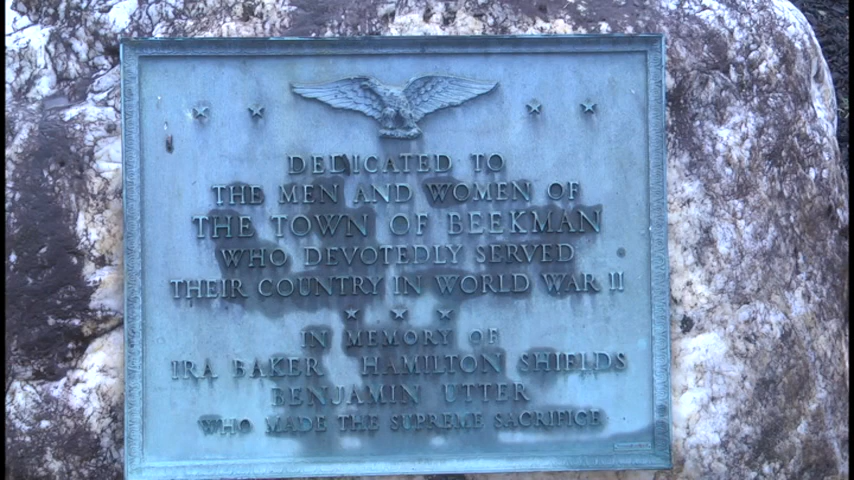 DEDICATED TO
THE MEN AND WOMEN OF
THE TOWN OF BEEKMAN
WHO DEVOTEDLY SERVED
THEIR COUNTRY IN WORLD WAR II
IN MEMORY OF
IRA BAKER HAMILTON SHIELDS
BENJAMIN UTTER
WHO MADE THE SUPREME SACRIFICE